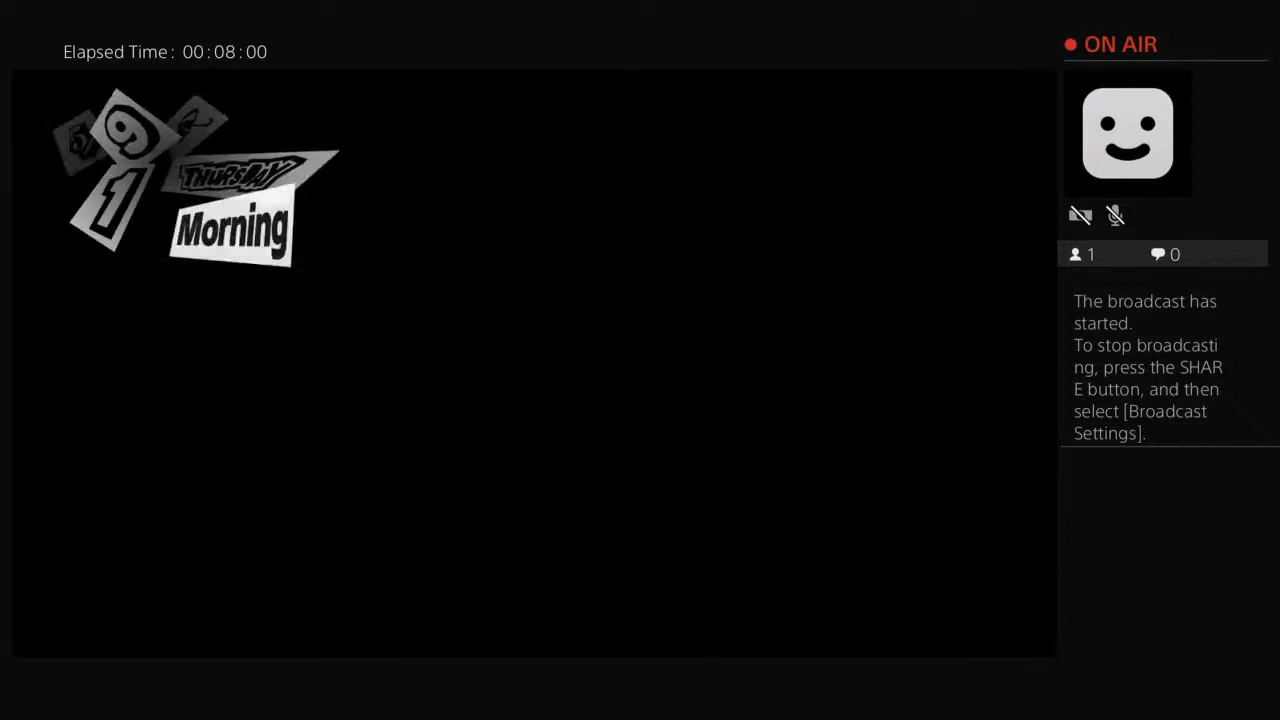 Elapsed Time: 00:08:00
ON AIR
9
1
THURSDAY
Morning
1
0
The broadcast has
started.
To stop broadcasti
ng, press the SHAR
E button, and then
select [Broadcast
Settings].